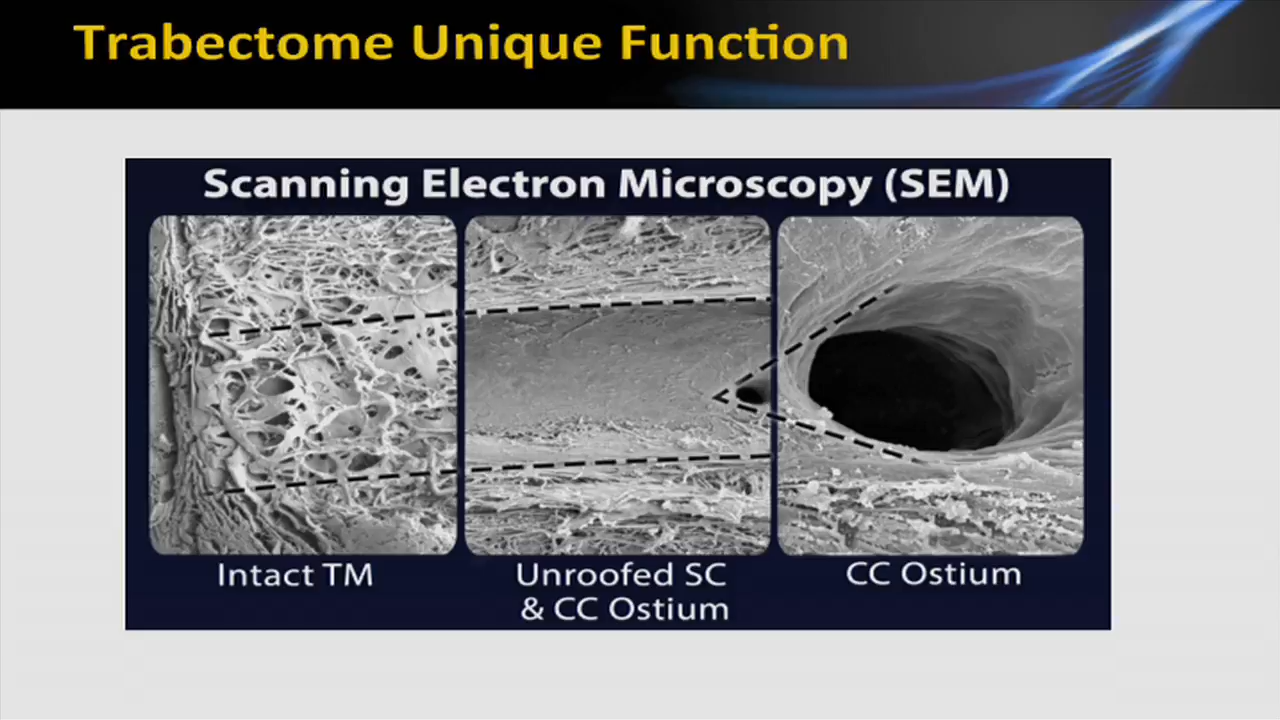 Trabectome Unique Function
Scanning Electron Microscopy (SEM)
Intact TM
Unroofed SC
& CC Ostium
CC Ostium